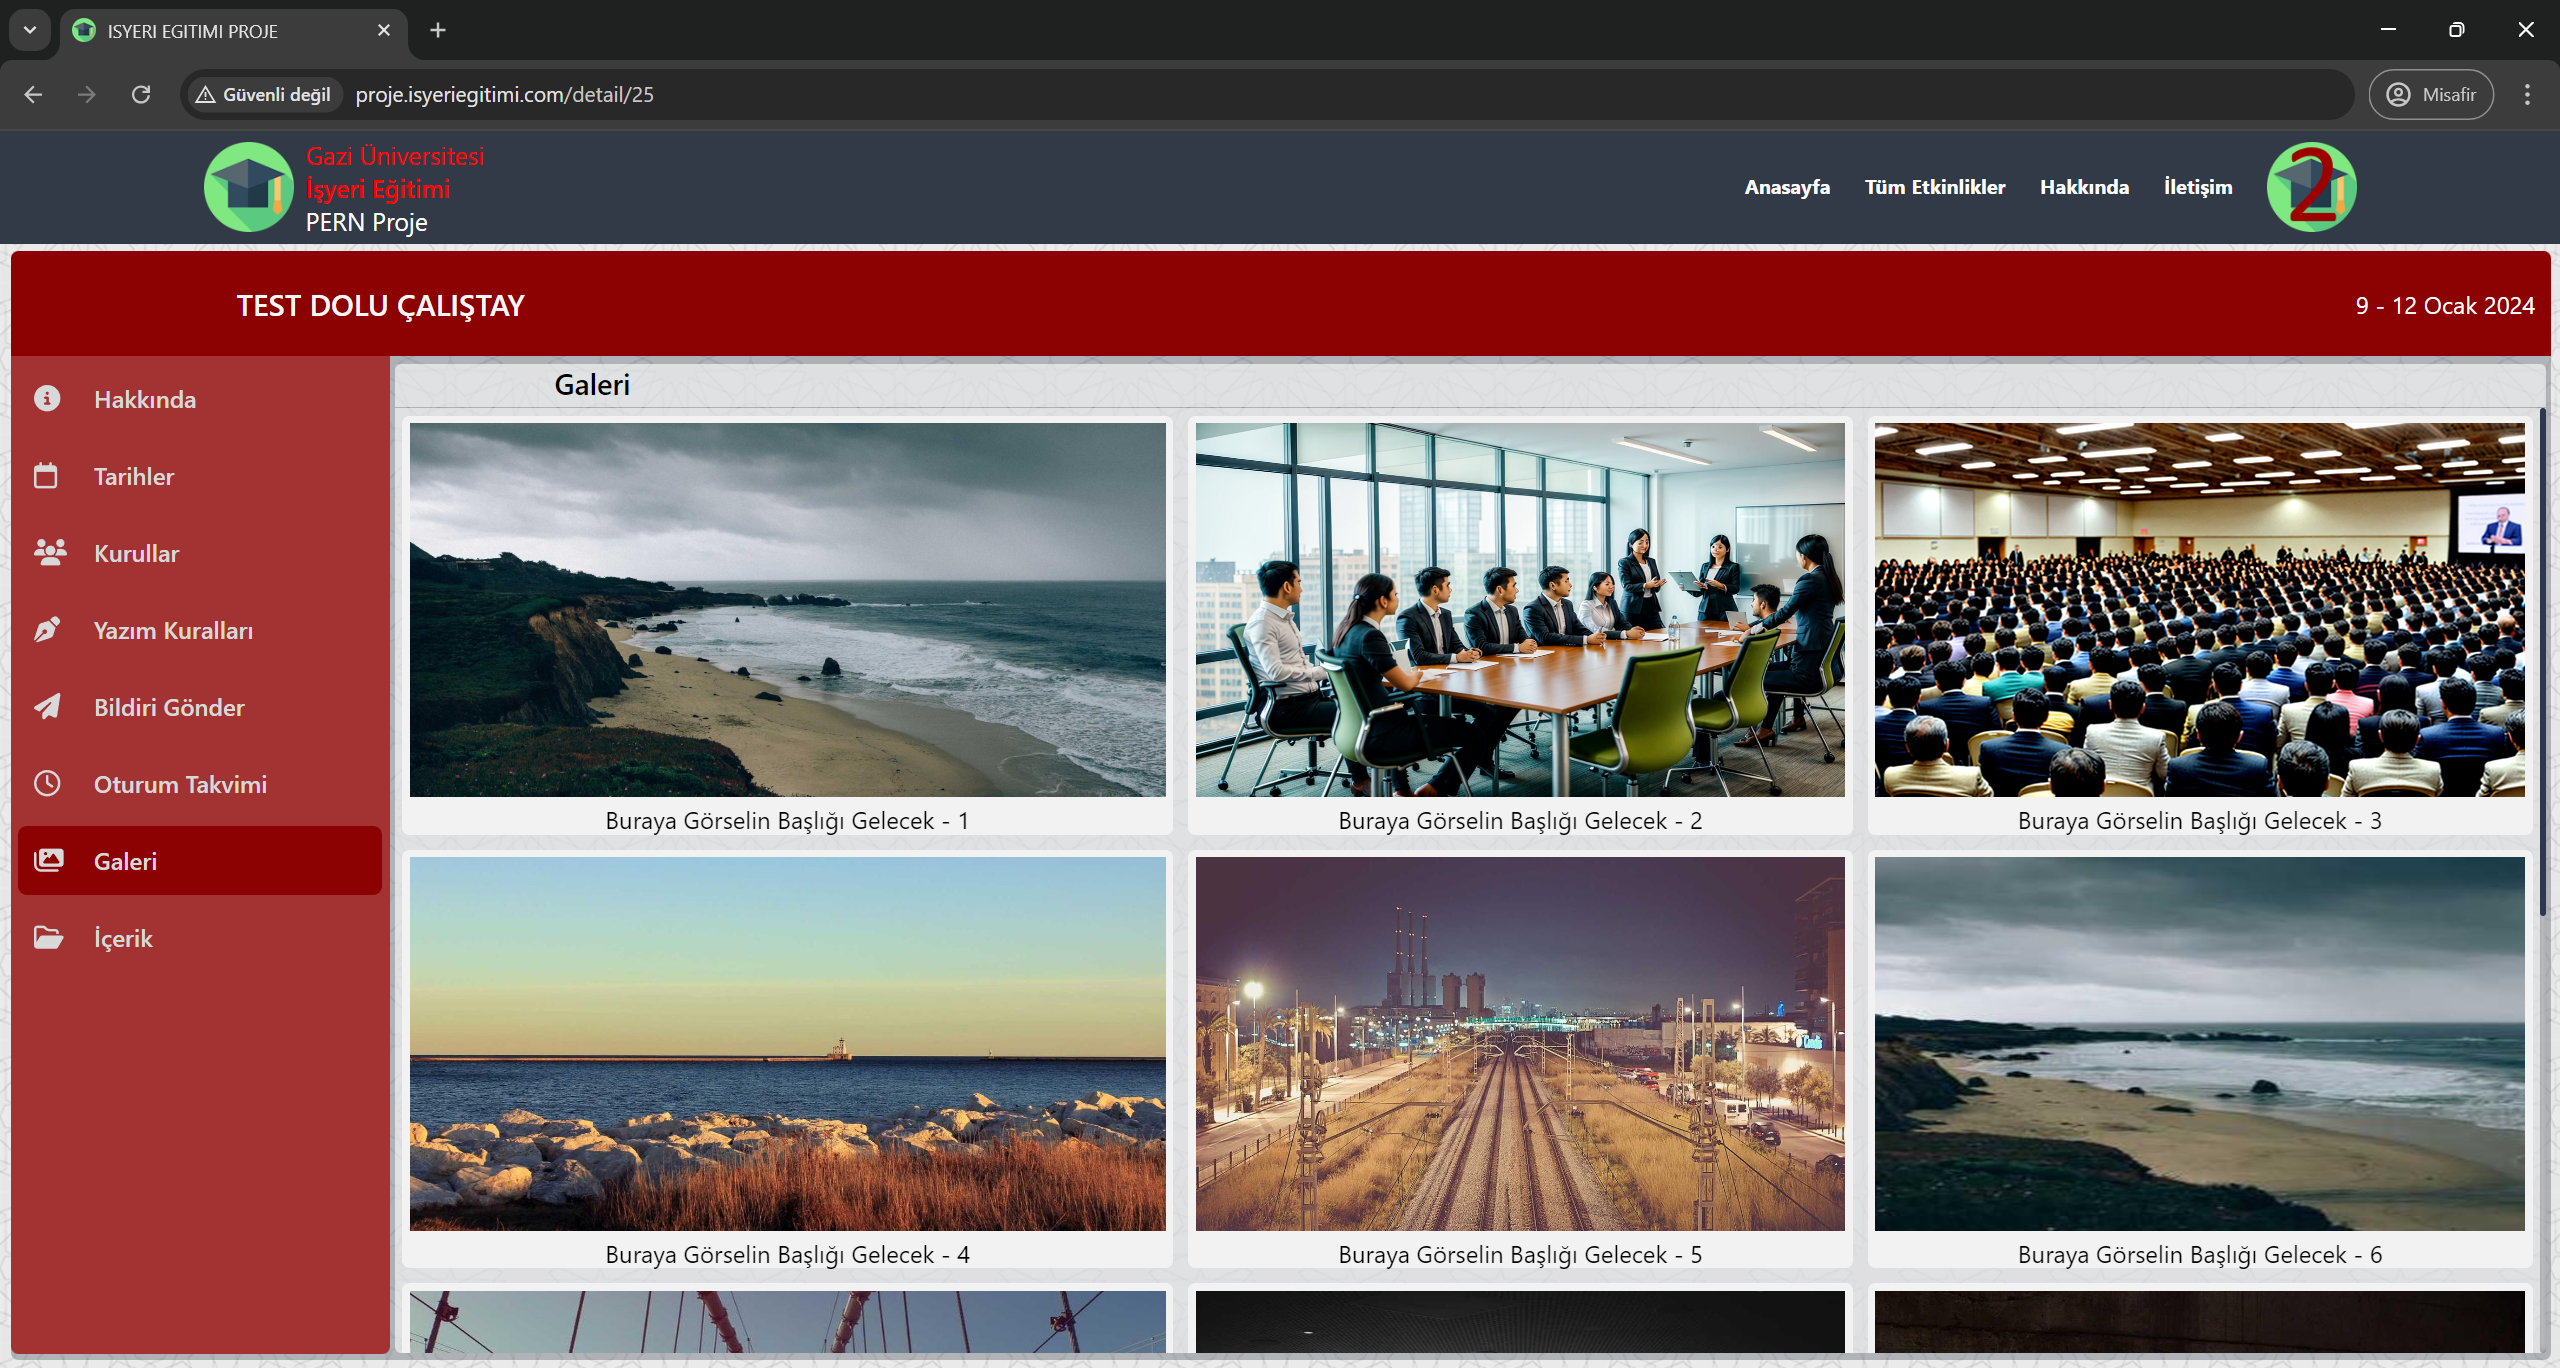 ISYERI EGITIMI PROJE
Güvenli değil
proje.isyeriegitimi.com/detail/25
Misafir
Gazi Üniversitesi
İşyeri Eğitimi
PERN Proje
Anasayfa
Tüm Etkinlikler
Hakkında
İletişim
2
TEST DOLU ÇALIŞTAY
9 - 12 Ocak 2024
Hakkında
Tarihler
Kurullar
Yazım Kuralları
Bildiri Gönder
Oturum Takvimi
Galeri
İçerik
Galeri
Buraya Görselin Başlığı Gelecek - 1
Buraya Görselin Başlığı Gelecek - 2
Buraya Görselin Başlığı Gelecek - 3
Buraya Görselin Başlığı Gelecek - 4
Buraya Görselin Başlığı Gelecek - 5
Buraya Görselin Başlığı Gelecek - 6